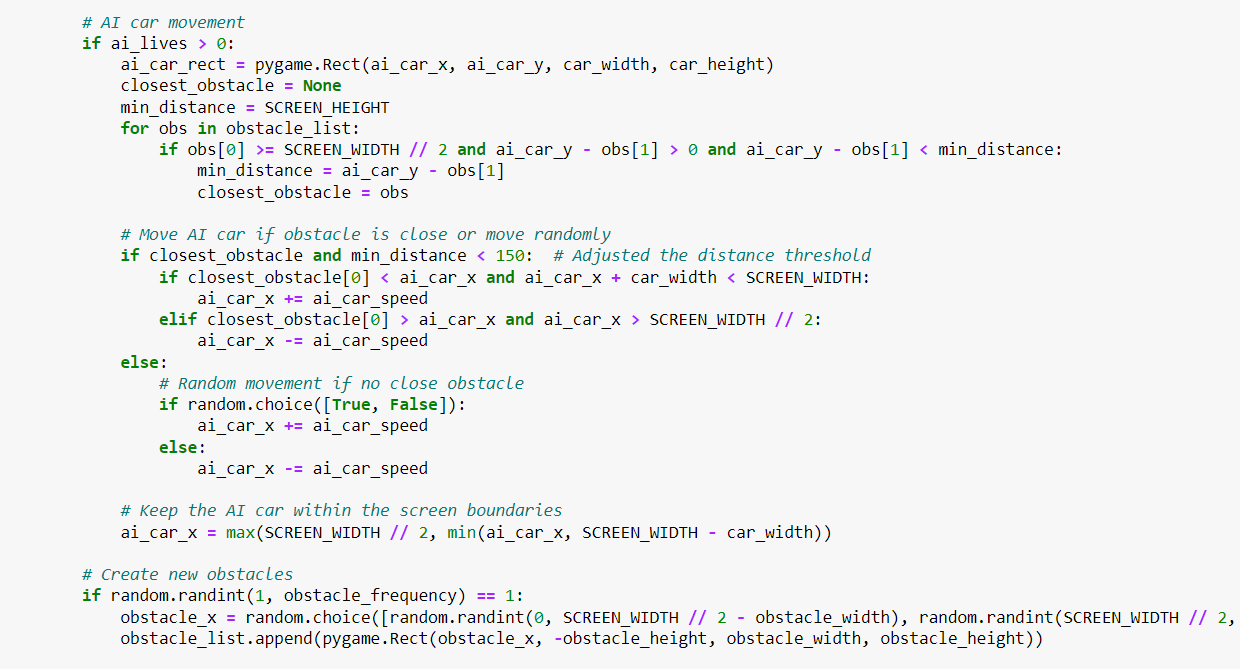 # AI car movement
if ai_lives > 0:
    ai_car_rect = pygame.Rect(ai_car_x, ai_car_y, car_width, car_height)
    closest_obstacle = None
    min_distance = SCREEN_HEIGHT
    for obs in obstacle_list:
        if obs[0] >= SCREEN_WIDTH // 2 and ai_car_y - obs[1] > 0 and ai_car_y - obs[1] < min_distance:
            min_distance = ai_car_y - obs[1]
            closest_obstacle = obs
    # Move AI car if obstacle is close or move randomly
    if closest_obstacle and min_distance < 150:  # Adjusted the distance threshold
        if closest_obstacle[0] < ai_car_x and ai_car_x + car_width < SCREEN_WIDTH:
            ai_car_x += ai_car_speed
        elif closest_obstacle[0] > ai_car_x and ai_car_x > SCREEN_WIDTH // 2:
            ai_car_x -= ai_car_speed
    else:
        # Random movement if no close obstacle
        if random.choice([True, False]):
            ai_car_x += ai_car_speed
        else:
            ai_car_x -= ai_car_speed
    # Keep the AI car within the screen boundaries
    ai_car_x = max(SCREEN_WIDTH // 2, min(ai_car_x, SCREEN_WIDTH - car_width))
# Create new obstacles
if random.randint(1, obstacle_frequency) == 1:
    obstacle_x = random.choice([random.randint(0, SCREEN_WIDTH // 2 - obstacle_width), random.randint(SCREEN_WIDTH // 2,
    obstacle_list.append(pygame.Rect(obstacle_x, -obstacle_height, obstacle_width, obstacle_height))